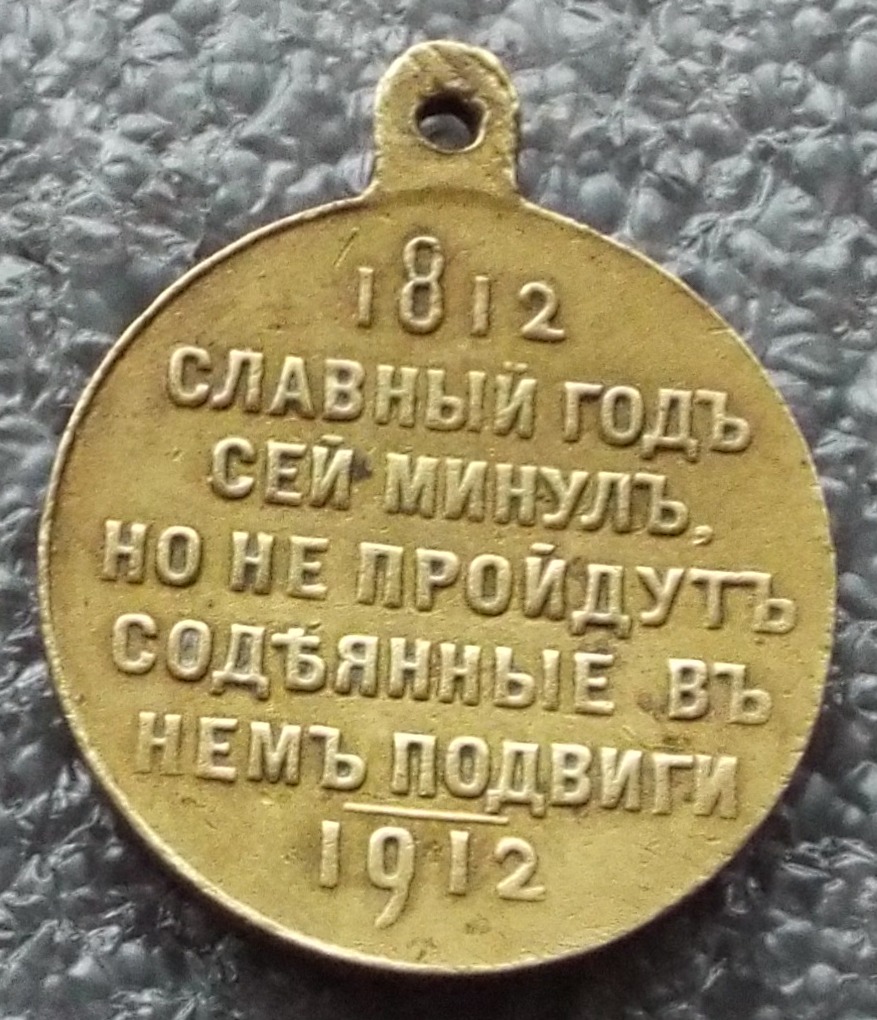 1812
СЛАВНЫЙ ГОДЪ
СЕЙ МИНУЛЪ,
НО НЕ ПРОЙДУТЪ
СОДѢЯННЫЕ ВЪ
НЕМЪ ПОДВИГИ
1912